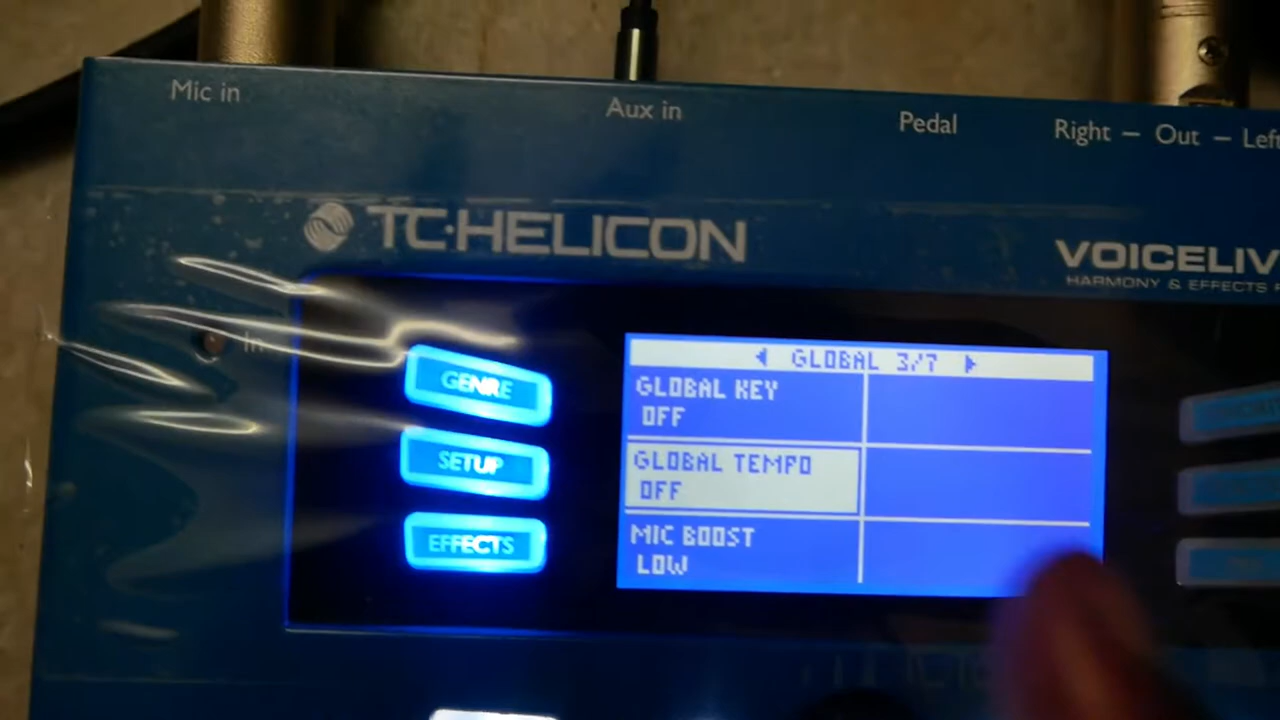 Mic in
Aux in
Pedal
Right – Out – Left
TC·HELICON
VOICELIV
HARMONY & EFFECTS
In
GENRE
SETUP
EFFECTS
GLOBAL 3/7
GLOBAL KEY
OFF
GLOBAL TEMPO
OFF
MIC BOOST
LOW